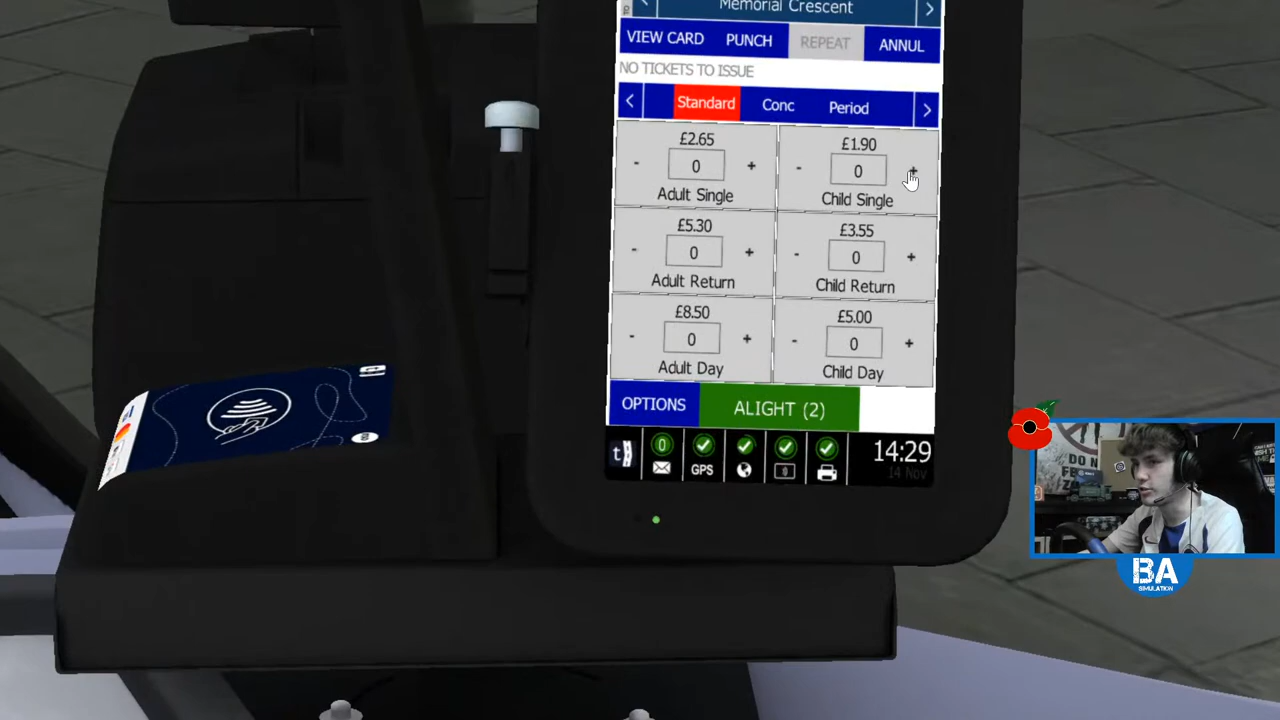 Memorial Crescent
VIEW CARD PUNCH REPEAT ANNUL
NO TICKETS TO ISSUE
< Standard Conc Period >
£2.65 £1.90
- 0 + - 0 +
Adult Single Child Single
£5.30 £3.55
- 0 + - 0 +
Adult Return Child Return
£8.50 £5.00
- 0 + - 0 +
Adult Day Child Day
OPTIONS ALIGHT (2)
0
GPS
14:29
14 Nov
BA
SIMULATION